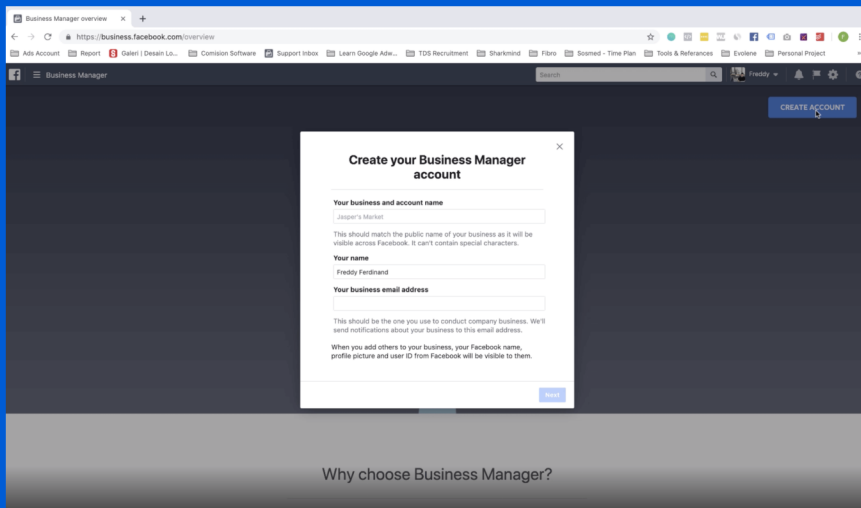 Business Manager overview
https://business.facebook.com/overview
Ads Account Report Galeri | Desain Lo... Comision Software Support Inbox Learn Google Adw... TDS Recruitment Sharkmind Fibro Sosmed - Time Plan Tools & Referances Evolene Personal Project
Business Manager Search Freddy
CREATE ACCOUNT
Create your Business Manager
account
Your business and account name
Jasper's Market
This should match the public name of your business as it will be
visible across Facebook. It can't contain special characters.
Your name
Freddy Ferdinand
Your business email address
This should be the one you use to conduct company business. We'll
send notifications about your business to this email address.
When you add others to your business, your Facebook name,
profile picture and user ID from Facebook will be visible to them.
Next
Why choose Business Manager?